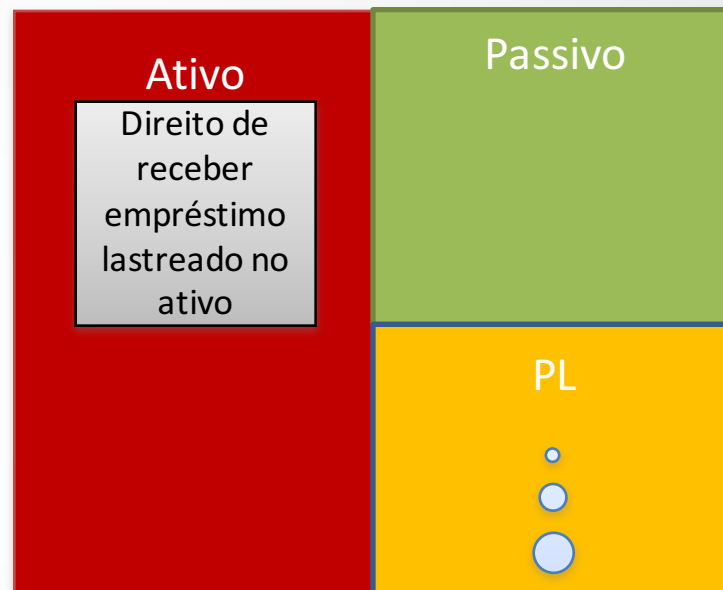 Ativo
Direito de
receber
empréstimo
lastreado no
ativo
Passivo
PL